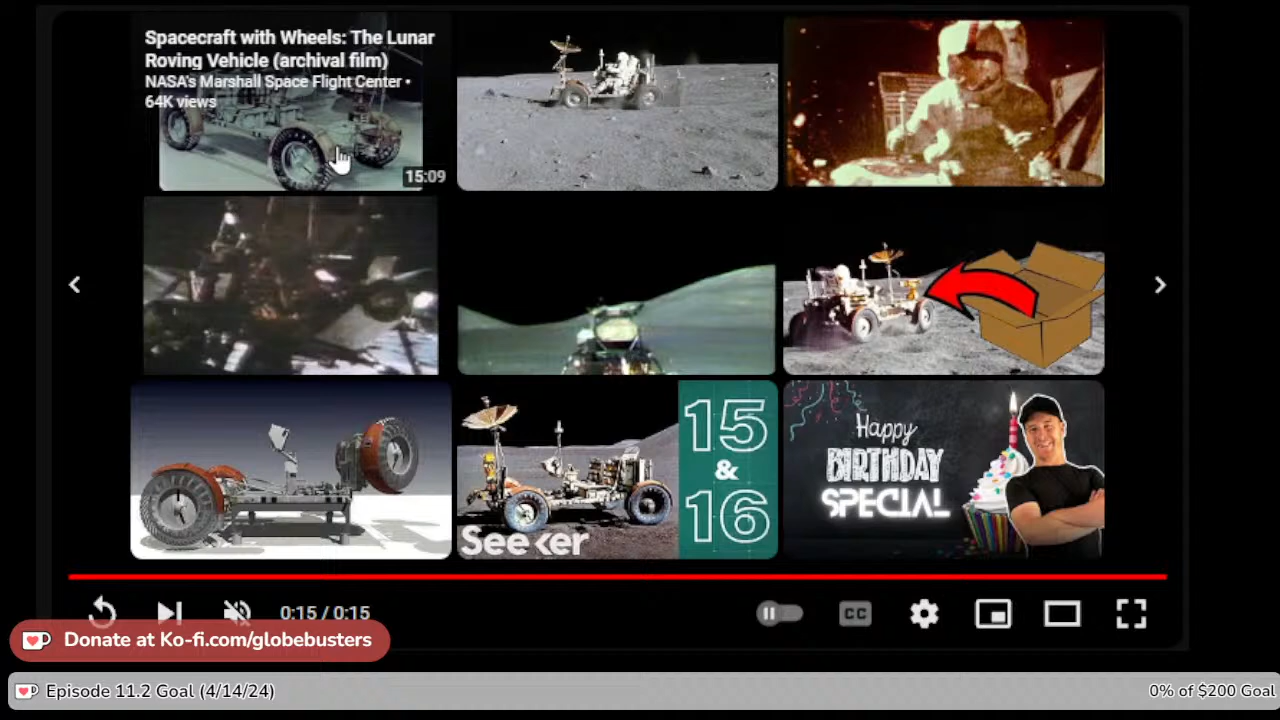 Spacecraft with Wheels: The Lunar
Roving Vehicle (archival film)
NASA's Marshall Space Flight Center •
64K views
15:09
15
&
16
Seeker
Happy
BIRTHDAY
SPECIAL
0:15 / 0:15
CC
Donate at Ko-fi.com/globebusters
Episode 11.2 Goal (4/14/24)
0% of $200 Goal